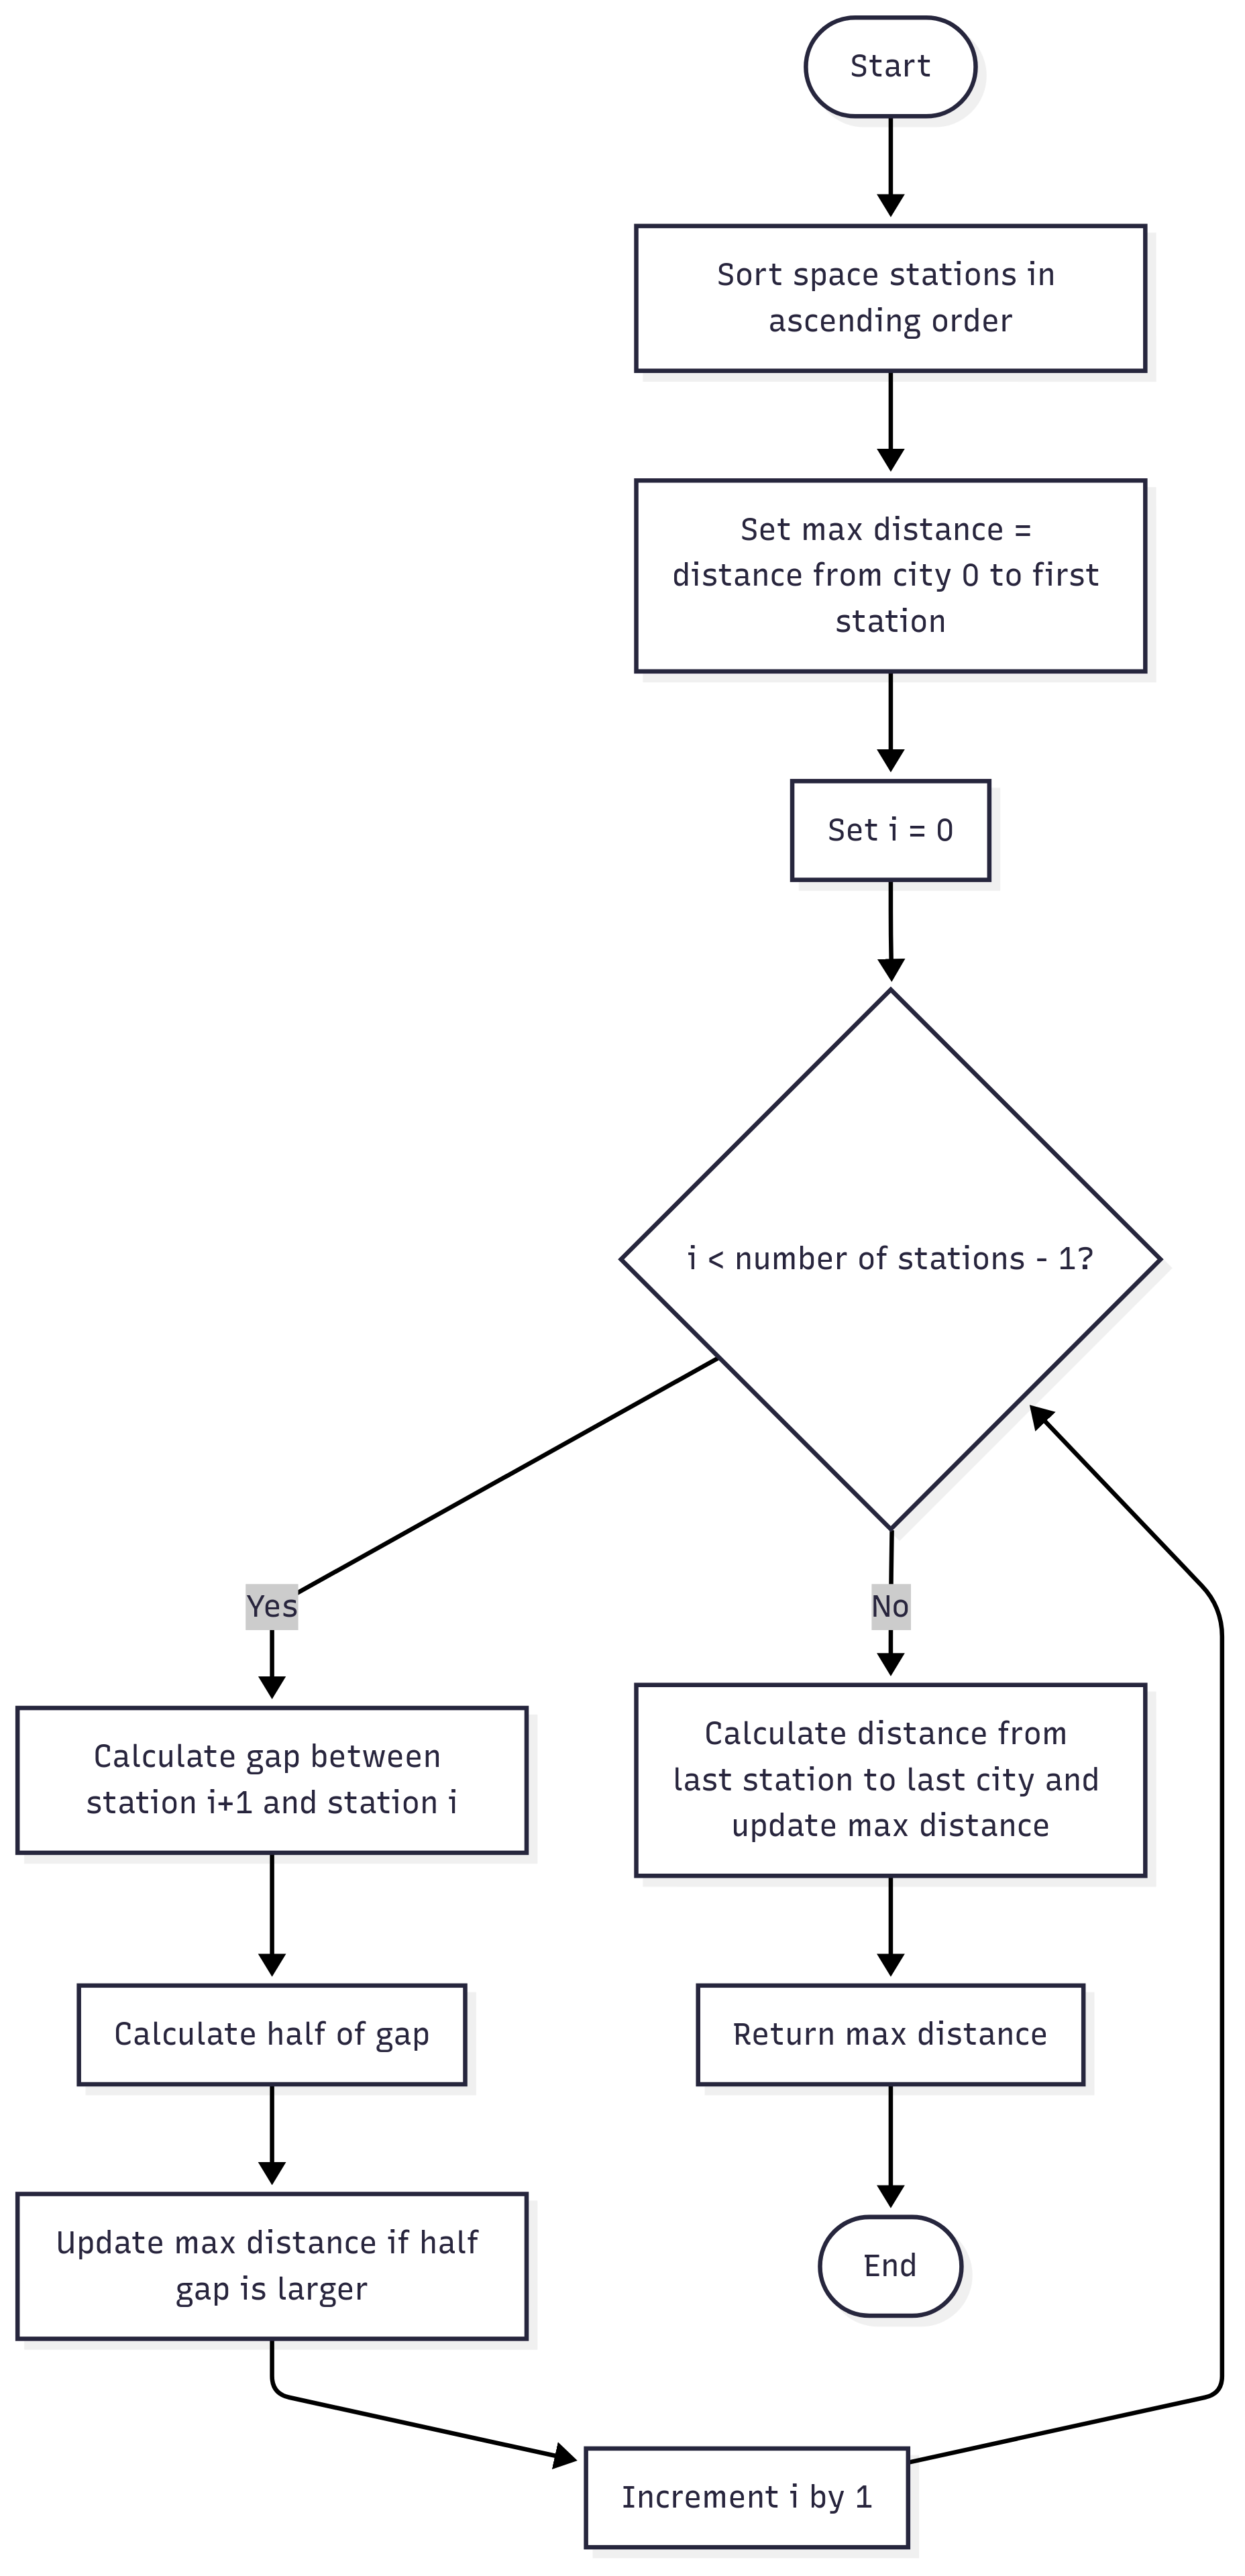 Start
Sort space stations in
ascending order
Set max distance =
distance from city 0 to first
station
Set i = 0
i < number of stations - 1?
Yes
No
Calculate gap between
station i+1 and station i
Calculate distance from
last station to last city and
update max distance
Calculate half of gap
Return max distance
Update max distance if half
gap is larger
End
Increment i by 1